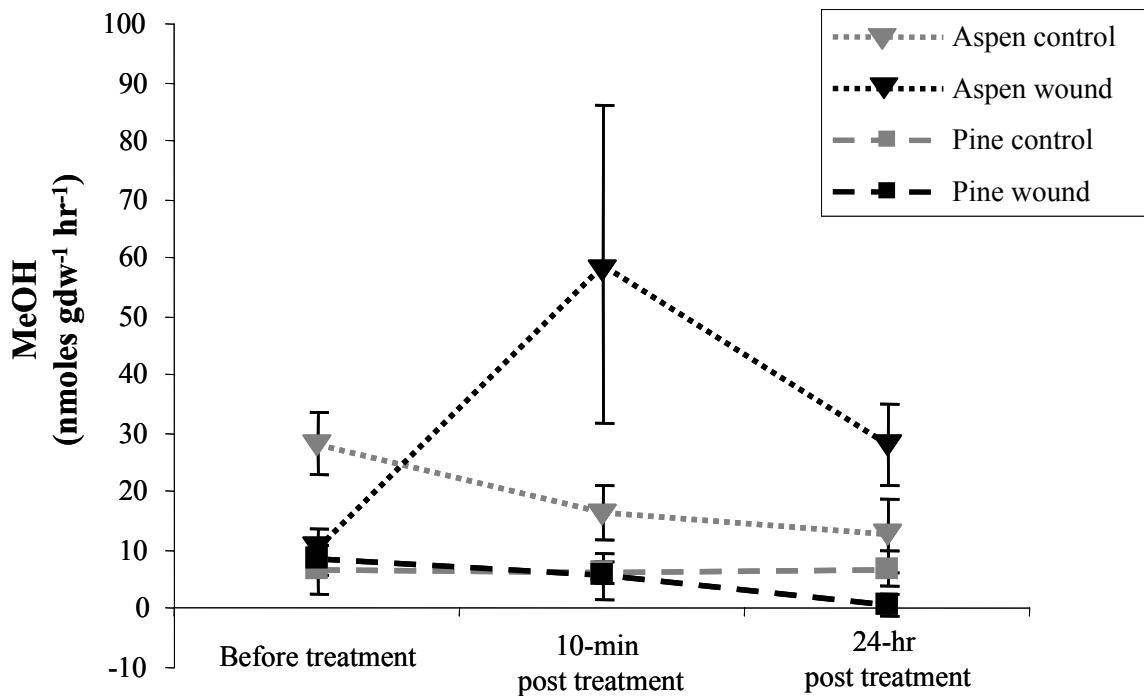 100
90
80
70
60
50
40
30
20
10
0
-10
MeOH
(nmoles gdw⁻¹ hr⁻¹)
Aspen control
Aspen wound
Pine control
Pine wound
Before treatment
10-min
post treatment
24-hr
post treatment